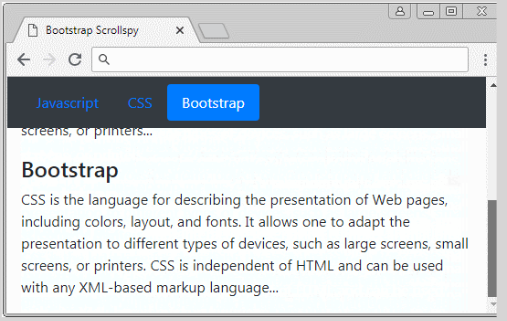 Bootstrap Scrollspy
Javascript CSS Bootstrap
screens, or printers...
Bootstrap
CSS is the language for describing the presentation of Web pages,
including colors, layout, and fonts. It allows one to adapt the
presentation to different types of devices, such as large screens, small
screens, or printers. CSS is independent of HTML and can be used
with any XML-based markup language...